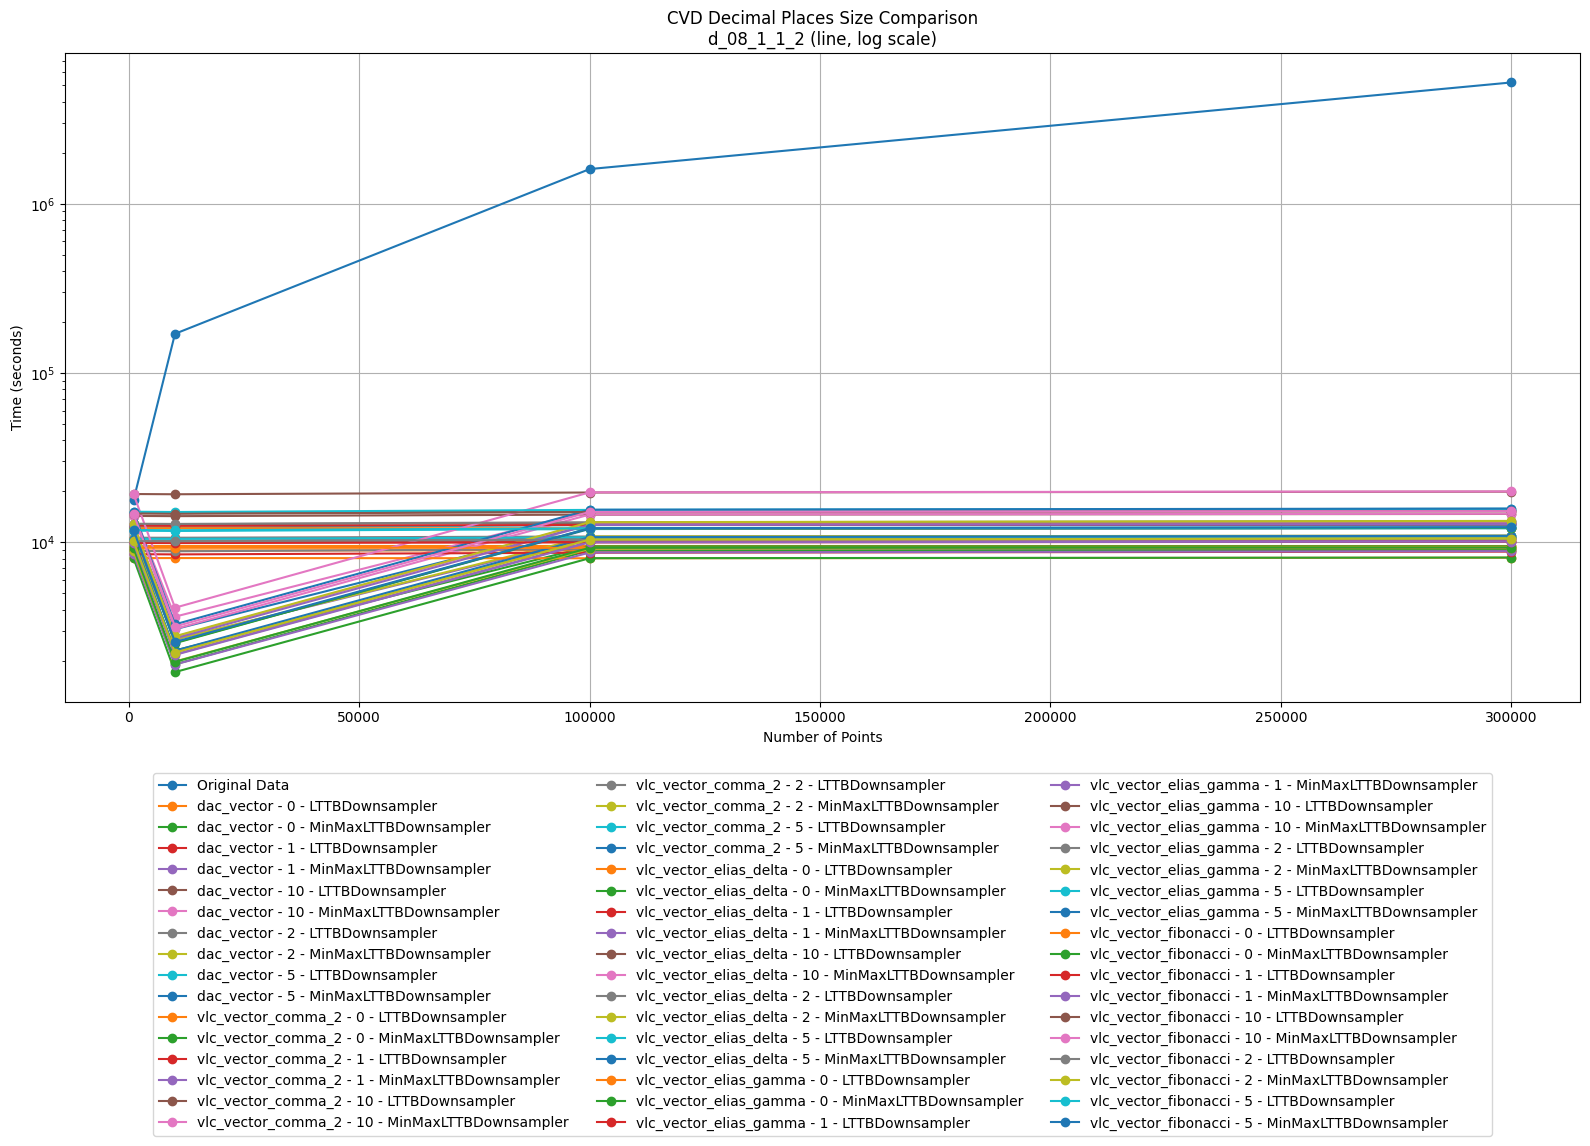 CVD Decimal Places Size Comparison
d_08_1_1_2 (line, log scale)
Time (seconds)
10^6
10^5
10^4
0 50000 100000 150000 200000 250000 300000
Number of Points
Original Data
dac_vector - 0 - LTTBDownsampler
dac_vector - 0 - MinMaxLTTBDownsampler
dac_vector - 1 - LTTBDownsampler
dac_vector - 1 - MinMaxLTTBDownsampler
dac_vector - 10 - LTTBDownsampler
dac_vector - 10 - MinMaxLTTBDownsampler
dac_vector - 2 - LTTBDownsampler
dac_vector - 2 - MinMaxLTTBDownsampler
dac_vector - 5 - LTTBDownsampler
dac_vector - 5 - MinMaxLTTBDownsampler
vlc_vector_comma_2 - 0 - LTTBDownsampler
vlc_vector_comma_2 - 0 - MinMaxLTTBDownsampler
vlc_vector_comma_2 - 1 - LTTBDownsampler
vlc_vector_comma_2 - 1 - MinMaxLTTBDownsampler
vlc_vector_comma_2 - 10 - LTTBDownsampler
vlc_vector_comma_2 - 10 - MinMaxLTTBDownsampler
vlc_vector_comma_2 - 2 - LTTBDownsampler
vlc_vector_comma_2 - 2 - MinMaxLTTBDownsampler
vlc_vector_comma_2 - 5 - LTTBDownsampler
vlc_vector_comma_2 - 5 - MinMaxLTTBDownsampler
vlc_vector_elias_delta - 0 - LTTBDownsampler
vlc_vector_elias_delta - 0 - MinMaxLTTBDownsampler
vlc_vector_elias_delta - 1 - LTTBDownsampler
vlc_vector_elias_delta - 1 - MinMaxLTTBDownsampler
vlc_vector_elias_delta - 10 - LTTBDownsampler
vlc_vector_elias_delta - 10 - MinMaxLTTBDownsampler
vlc_vector_elias_delta - 2 - LTTBDownsampler
vlc_vector_elias_delta - 2 - MinMaxLTTBDownsampler
vlc_vector_elias_delta - 5 - LTTBDownsampler
vlc_vector_elias_delta - 5 - MinMaxLTTBDownsampler
vlc_vector_elias_gamma - 0 - LTTBDownsampler
vlc_vector_elias_gamma - 0 - MinMaxLTTBDownsampler
vlc_vector_elias_gamma - 1 - LTTBDownsampler
vlc_vector_elias_gamma - 1 - MinMaxLTTBDownsampler
vlc_vector_elias_gamma - 10 - LTTBDownsampler
vlc_vector_elias_gamma - 10 - MinMaxLTTBDownsampler
vlc_vector_elias_gamma - 2 - LTTBDownsampler
vlc_vector_elias_gamma - 2 - MinMaxLTTBDownsampler
vlc_vector_elias_gamma - 5 - LTTBDownsampler
vlc_vector_elias_gamma - 5 - MinMaxLTTBDownsampler
vlc_vector_fibonacci - 0 - LTTBDownsampler
vlc_vector_fibonacci - 0 - MinMaxLTTBDownsampler
vlc_vector_fibonacci - 1 - LTTBDownsampler
vlc_vector_fibonacci - 1 - MinMaxLTTBDownsampler
vlc_vector_fibonacci - 10 - LTTBDownsampler
vlc_vector_fibonacci - 10 - MinMaxLTTBDownsampler
vlc_vector_fibonacci - 2 - LTTBDownsampler
vlc_vector_fibonacci - 2 - MinMaxLTTBDownsampler
vlc_vector_fibonacci - 5 - LTTBDownsampler
vlc_vector_fibonacci - 5 - MinMaxLTTBDownsampler